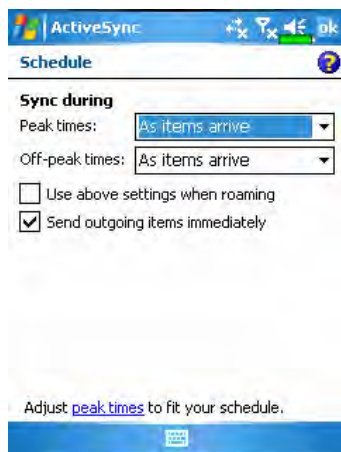 ActiveSync ok
Schedule
Sync during
Peak times: As items arrive
Off-peak times: As items arrive
Use above settings when roaming
Send outgoing items immediately
Adjust peak times to fit your schedule.